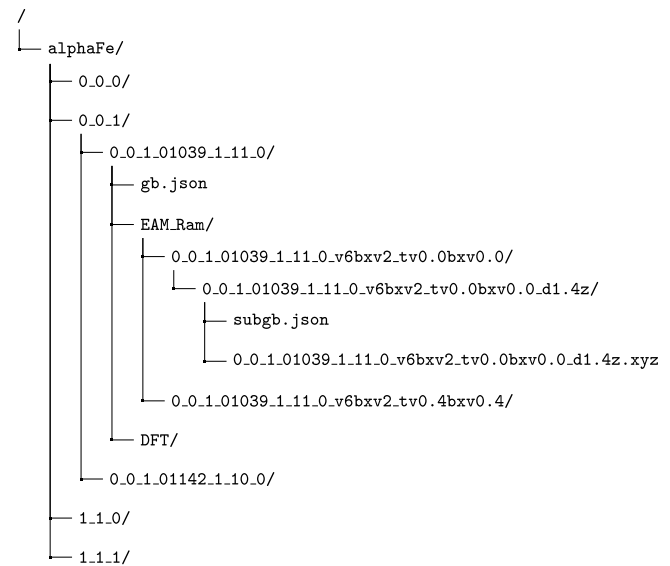 /
alphaFe/
0_0_0/
0_0_1/
0_0_1_01039_1_11_0/
gb.json
EAM_Ram/
0_0_1_01039_1_11_0_v6bxv2_tv0.0bxv0.0/
0_0_1_01039_1_11_0_v6bxv2_tv0.0bxv0.0_d1.4z/
subgb.json
0_0_1_01039_1_11_0_v6bxv2_tv0.0bxv0.0_d1.4z.xyz
0_0_1_01039_1_11_0_v6bxv2_tv0.4bxv0.4/
DFT/
0_0_1_01142_1_10_0/
1_1_0/
1_1_1/